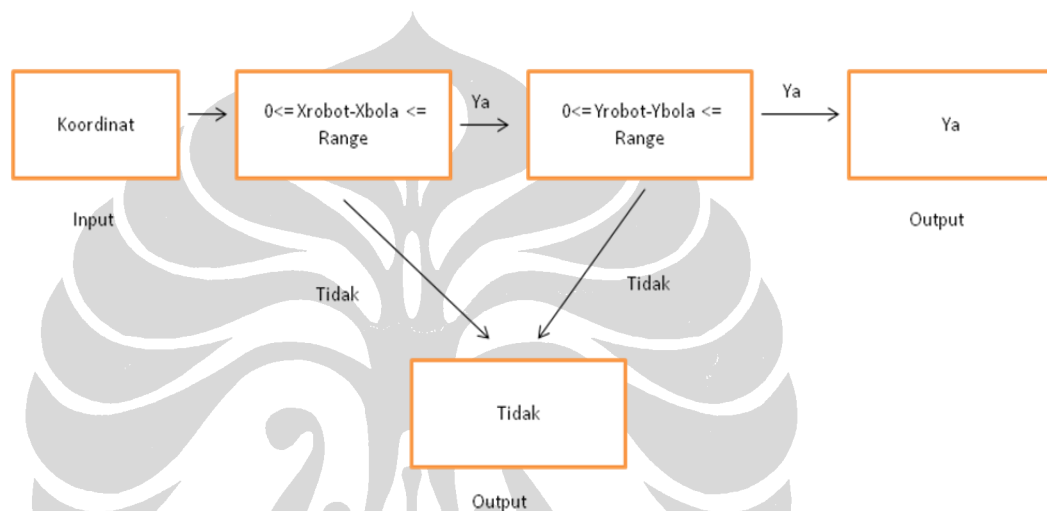 Koordinat
0<= Xrobot-Xbola <=
Range
Ya
0<= Yrobot-Ybola <=
Range
Ya
Ya
Input
Output
Tidak
Tidak
Tidak
Output